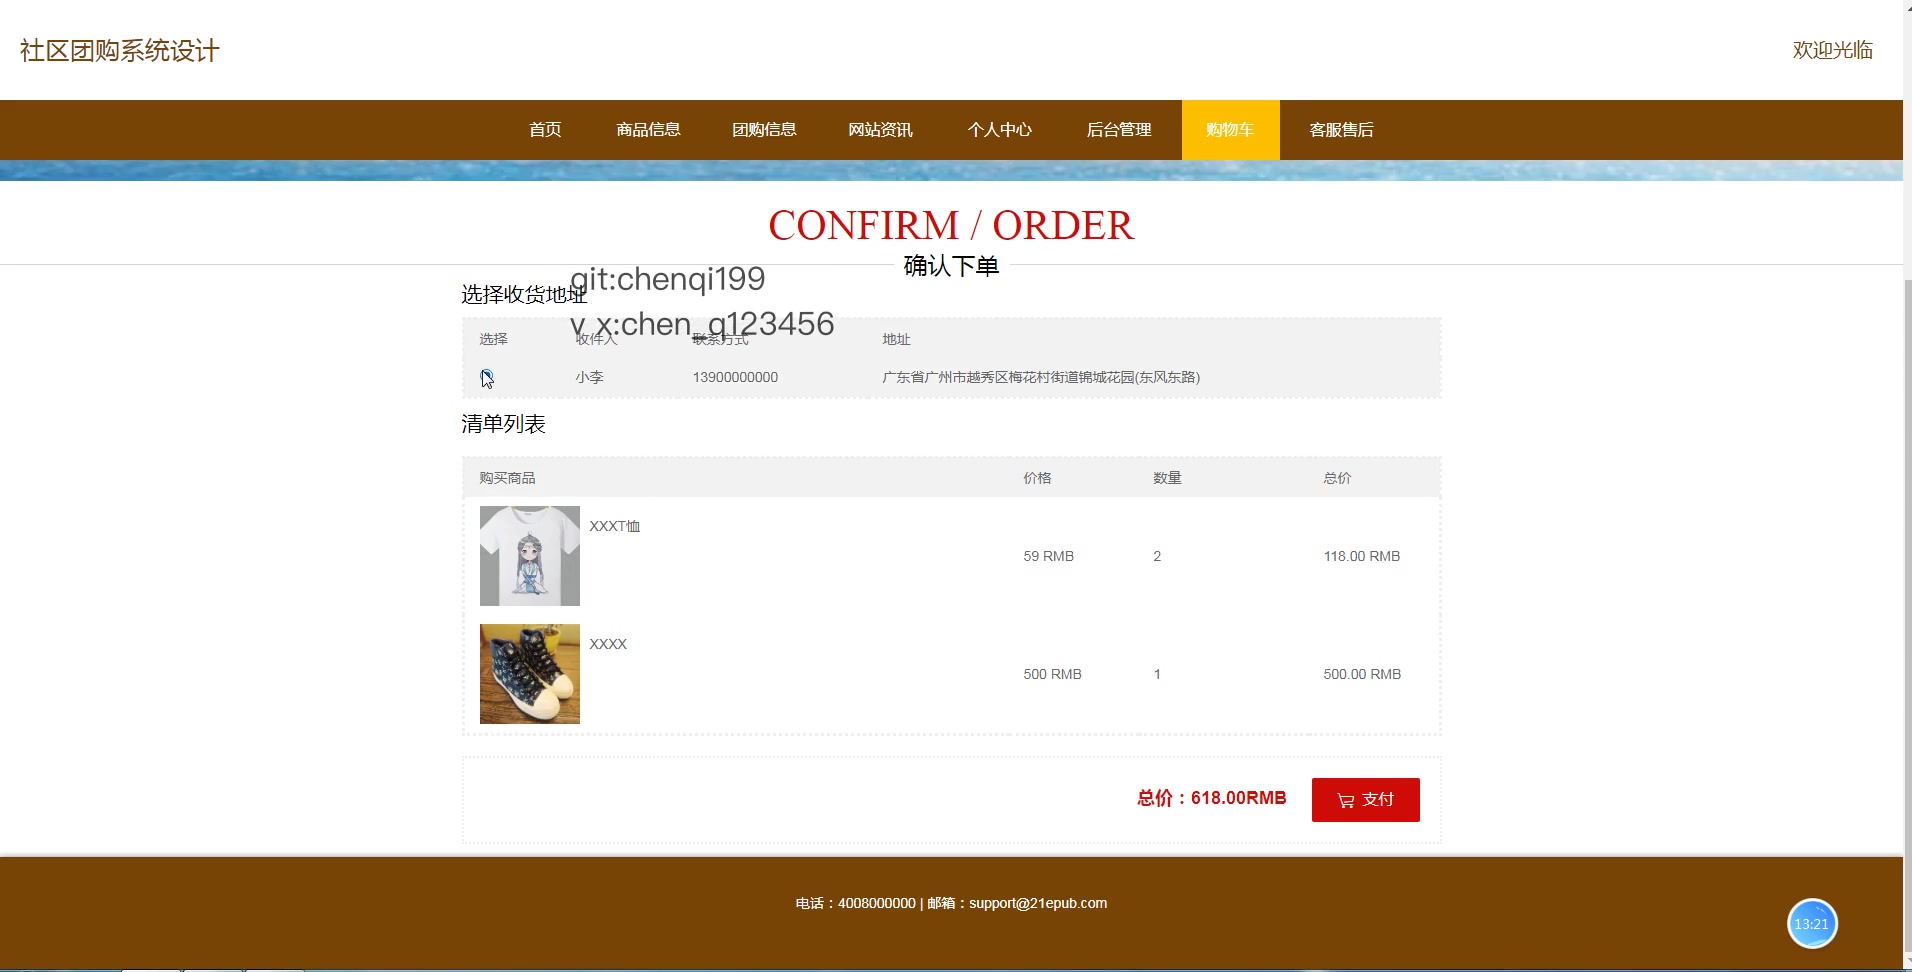 社区团购系统设计
欢迎光临
首页 商品信息 团购信息 网站资讯 个人中心 后台管理 购物车 客服售后
CONFIRM / ORDER
确认下单
git:chenqi199
选择收货地址
v_x:chen_q123456
选择 收件人 联系方式 地址
小李 13900000000 广东省广州市越秀区梅花村街道锦城花园(东风东路)
清单列表
购买商品 价格 数量 总价
XXXT恤
59 RMB 2 118.00 RMB
XXXX
500 RMB 1 500.00 RMB
总价：618.00RMB 支付
电话：4008000000 | 邮箱：support@21epub.com
13:21